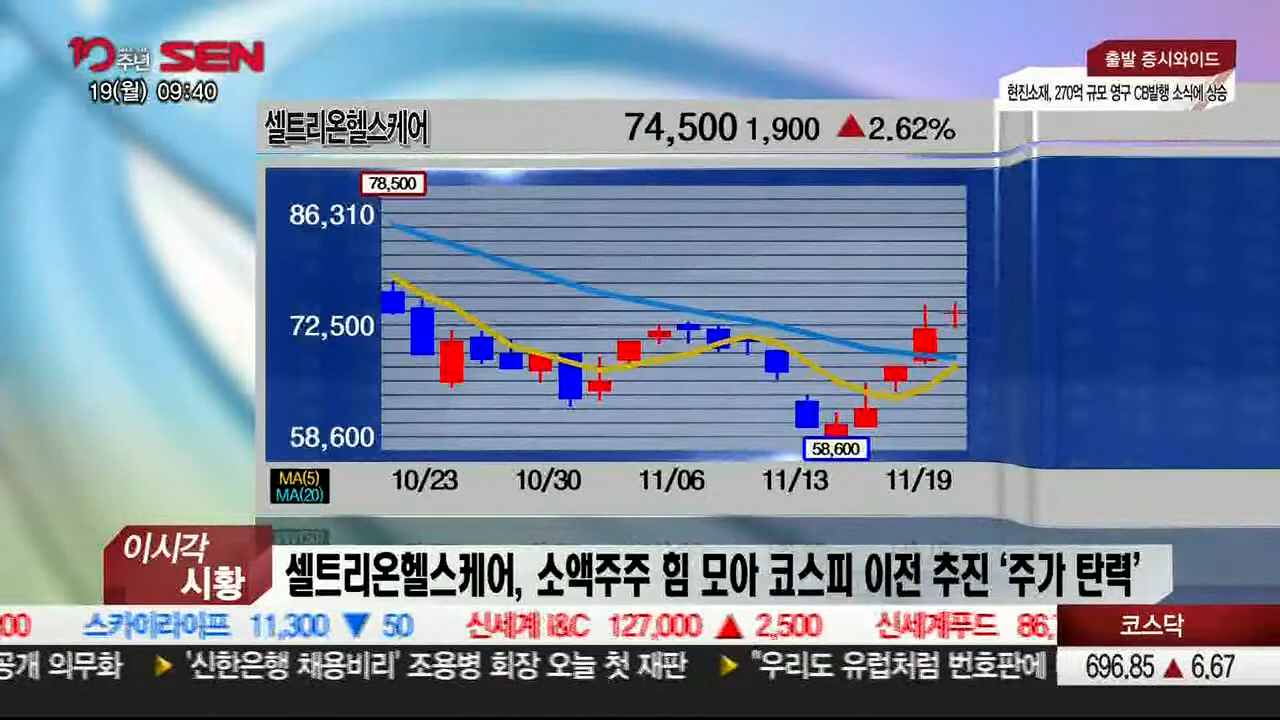 10주년 SEN
19(월) 09:40
출발 증시와이드
현진소재, 270억 규모 영구 CB발행 소식에 상승
셀트리온헬스케어 74,500 1,900 ▲2.62%
78,500
86,310
72,500
58,600
58,600
MA(5)
MA(20)
10/23 10/30 11/06 11/13 11/19
이시각
시황
셀트리온헬스케어, 소액주주 힘 모아 코스피 이전 추진 '주가 탄력'
00 스카이라이프 11,300 ▼ 50 신세계 I&C 127,000 ▲ 2,500 신세계푸드 86,
코스닥
공개 의무화 ▶ '신한은행 채용비리' 조용병 회장 오늘 첫 재판 ▶ "우리도 유럽처럼 번호판에
696.85 ▲ 6.67